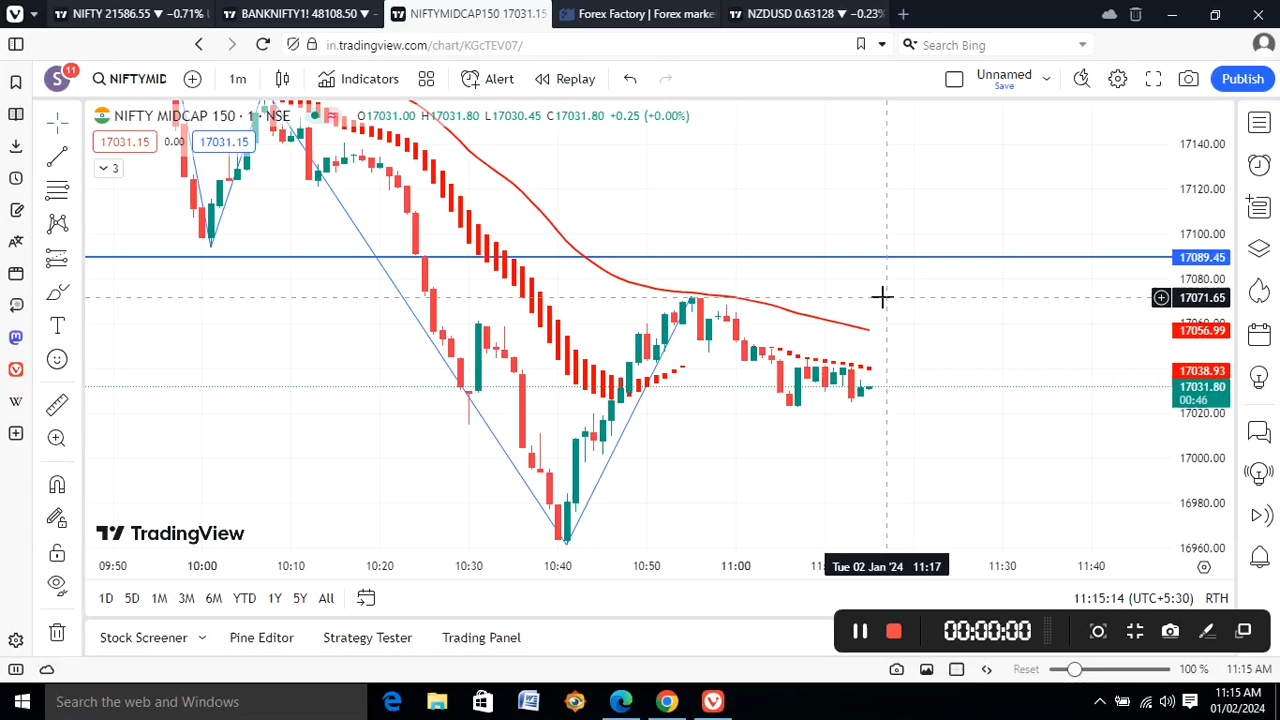 NIFTY 21586.55 ▼ −0.71%
BANKNIFTY1! 48108.50 ▼
NIFTYMIDCAP150 17031.15
Forex Factory | Forex marke
NZDUSD 0.63128 ▼ −0.23%
in.tradingview.com/chart/KGcTEV07/
Search Bing
S
11
NIFTYMID
1m
Indicators
Alert
Replay
Unnamed
Save
Publish
NIFTY MIDCAP 150 · 1 · NSE
O17031.00 H17031.80 L17030.45 C17031.80 +0.25 (+0.00%)
17031.15
0.00
17031.15
3
17140.00
17120.00
17100.00
17089.45
17080.00
17071.65
17056.99
17038.93
17031.80
00:46
17020.00
17000.00
16980.00
16960.00
TradingView
09:50
10:00
10:10
10:20
10:30
10:40
10:50
11:00
Tue 02 Jan '24 11:17
11:30
11:40
1D
5D
1M
3M
6M
YTD
1Y
5Y
All
11:15:14 (UTC+5:30)
RTH
Stock Screener
Pine Editor
Strategy Tester
Trading Panel
00:00:00
Reset
100 %
11:15 AM
Search the web and Windows
11:15 AM
01/02/2024